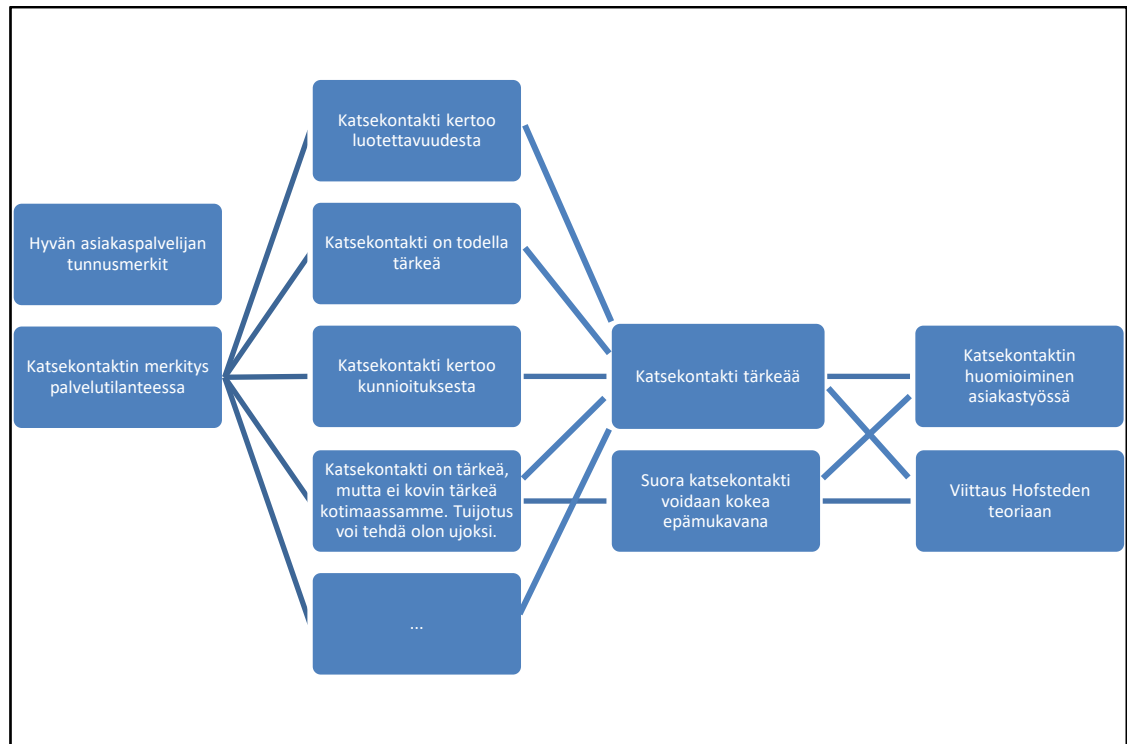 Hyvän asiakaspalvelijan
tunnusmerkit
Katsekontaktin merkitys
palvelutilanteessa
Katsekontakti kertoo
luotettavuudesta
Katsekontakti on todella
tärkeä
Katsekontakti kertoo
kunnioituksesta
Katsekontakti on tärkeä,
mutta ei kovin tärkeä
kotimaassamme. Tuijotus
voi tehdä olon ujoksi.
...
Katsekontakti tärkeää
Suora katsekontakti
voidaan kokea
epämukavana
Katsekontaktin
huomioiminen
asiakastyössä
Viittaus Hofsteden
teoriaan